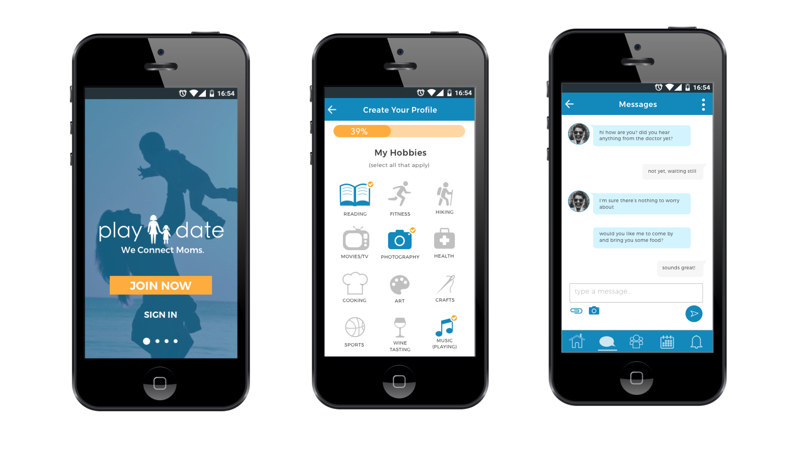 16:54
play date
We Connect Moms.
JOIN NOW
SIGN IN
16:54
Create Your Profile
39%
My Hobbies
(select all that apply)
READING
FITNESS
HIKING
MOVIES/TV
PHOTOGRAPHY
HEALTH
COOKING
ART
CRAFTS
SPORTS
WINE
TASTING
MUSIC
(PLAYING)
16:54
Messages
hi how are you? did you hear
anything from the doctor yet?
not yet, waiting still
I'm sure there's nothing to worry
about
would you like me to come by
and bring you some food?
sounds great!
type a message...